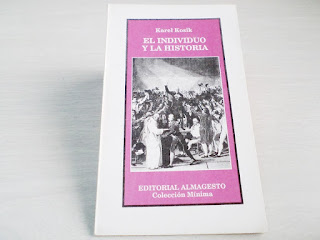 Karel Kosík
EL INDIVIDUO
Y LA HISTORIA
EDITORIAL ALMAGESTO
Colección Mínima